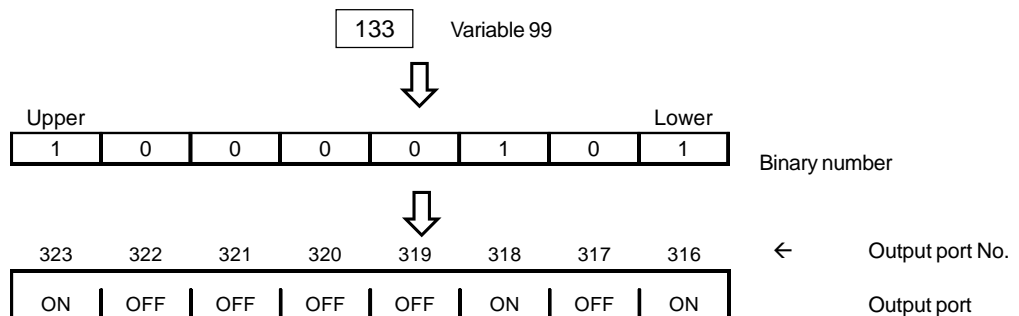 133 Variable 99
Upper Lower
1 0 0 0 0 1 0 1 Binary number
323 322 321 320 319 318 317 316 ← Output port No.
ON OFF OFF OFF OFF ON OFF ON Output port